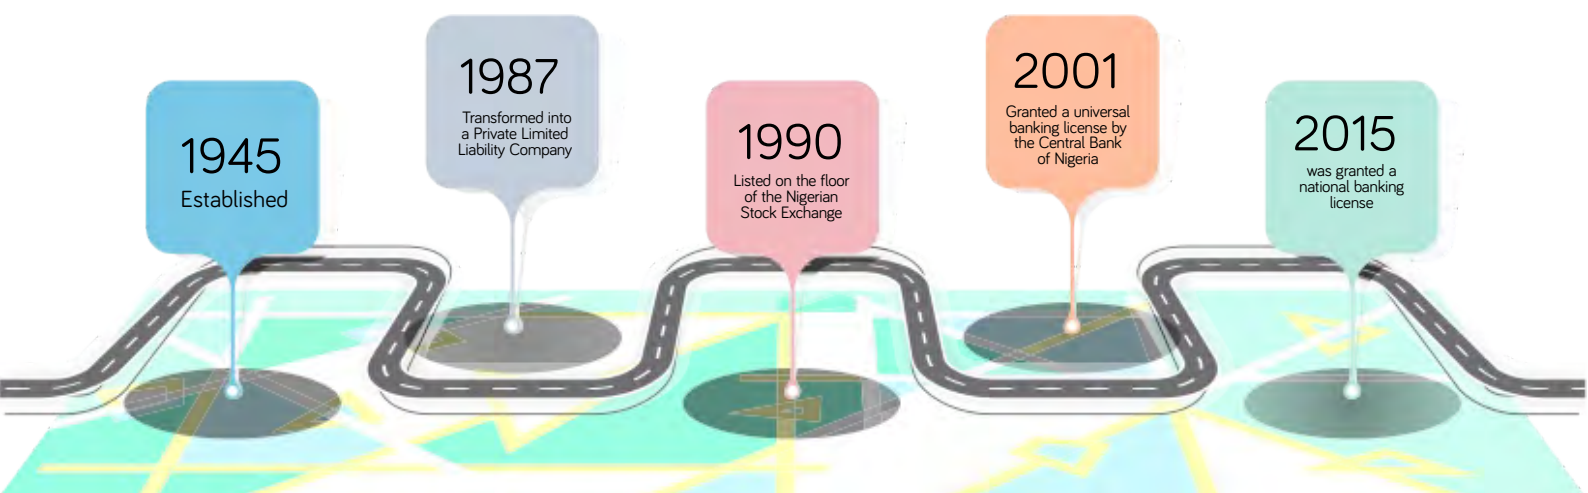 1945
Established
1987
Transformed into
a Private Limited
Liability Company
1990
Listed on the floor
of the Nigerian
Stock Exchange
2001
Granted a universal
banking license by
the Central Bank
of Nigeria
2015
was granted a
national banking
license